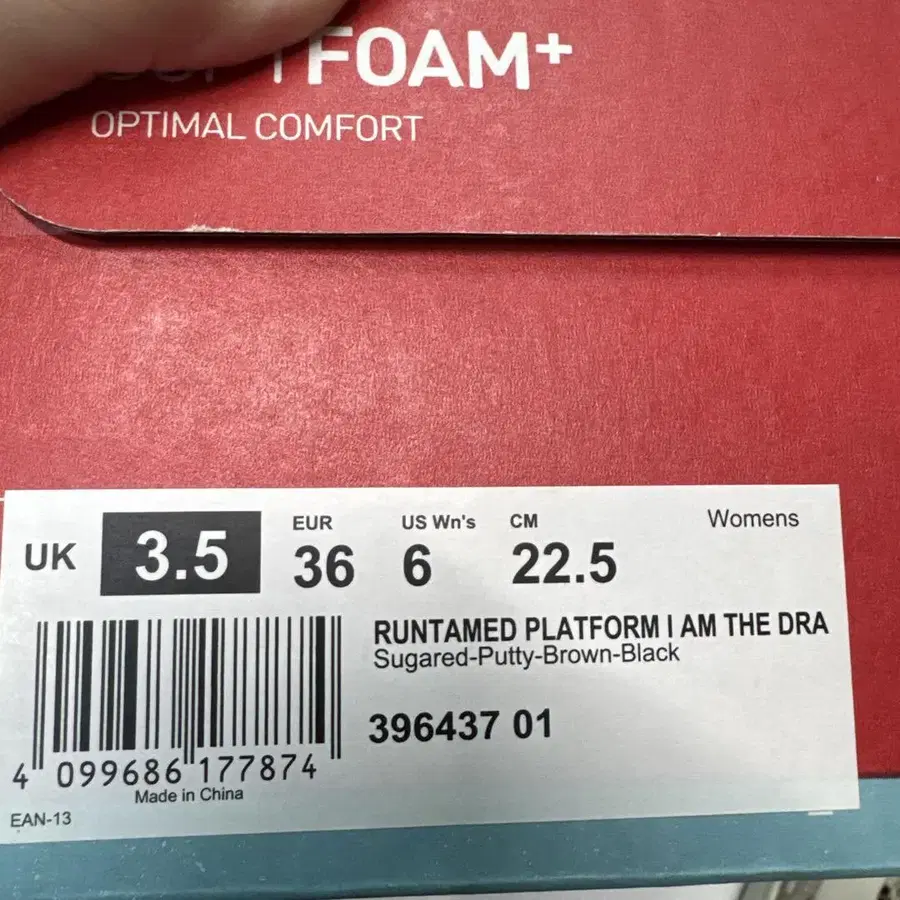 FOAM+
OPTIMAL COMFORT
Womens
UK 3.5
EUR 36
US Wn's 6
CM 22.5
RUNTAMED PLATFORM I AM THE DRA
Sugared-Putty-Brown-Black
396437 01
4 099686 177874
Made in China
EAN-13